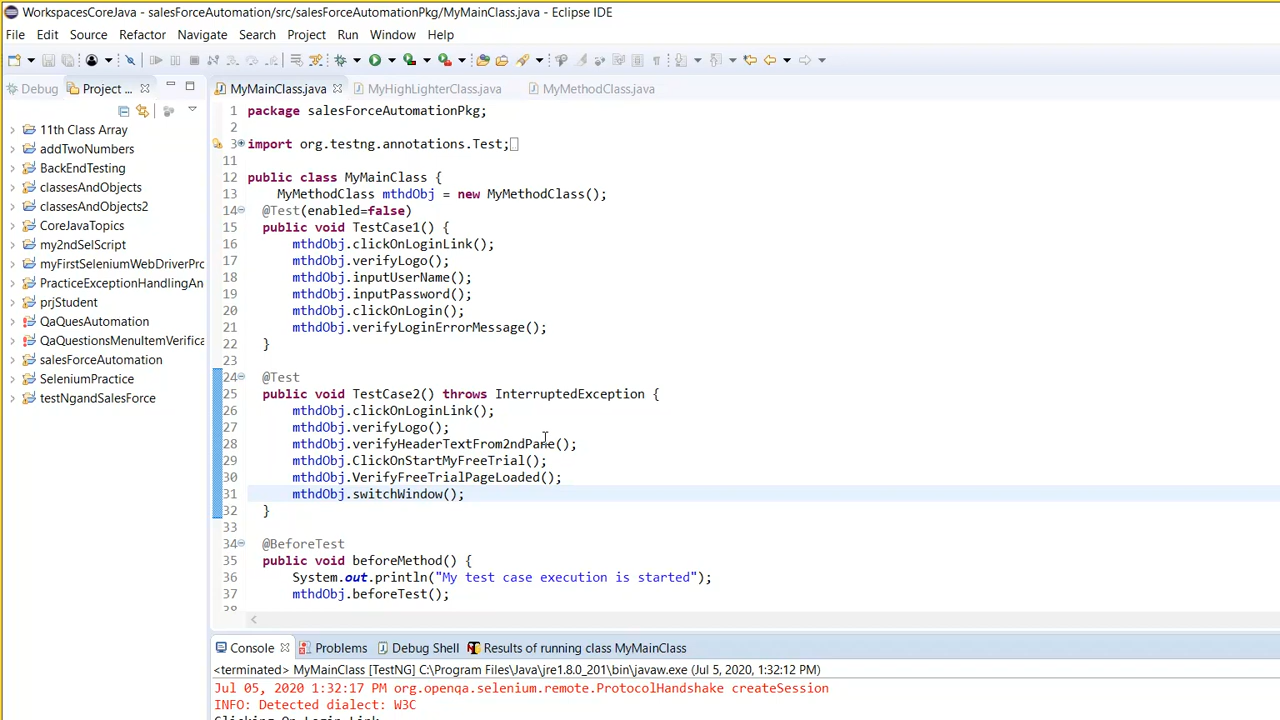 WorkspacesCoreJava - salesForceAutomation/src/salesForceAutomationPkg/MyMainClass.java - Eclipse IDE
File Edit Source Refactor Navigate Search Project Run Window Help
Debug Project ... MyMainClass.java MyHighLighterClass.java MyMethodClass.java
11th Class Array
addTwoNumbers
BackEndTesting
classesAndObjects
classesAndObjects2
CoreJavaTopics
my2ndSelScript
myFirstSeleniumWebDriverPro
PracticeExceptionHandlingAn
prjStudent
QaQuesAutomation
QaQuestionsMenuItemVerifica
salesForceAutomation
SeleniumPractice
testNgandSalesForce
1 package salesForceAutomationPkg;
2
3 import org.testng.annotations.Test;
11
12 public class MyMainClass {
13 MyMethodClass mthdObj = new MyMethodClass();
14 @Test(enabled=false)
15 public void TestCase1() {
16 mthdObj.clickOnLoginLink();
17 mthdObj.verifyLogo();
18 mthdObj.inputUserName();
19 mthdObj.inputPassword();
20 mthdObj.clickOnLogin();
21 mthdObj.verifyLoginErrorMessage();
22 }
23
24 @Test
25 public void TestCase2() throws InterruptedException {
26 mthdObj.clickOnLoginLink();
27 mthdObj.verifyLogo();
28 mthdObj.verifyHeaderTextFrom2ndPane();
29 mthdObj.ClickOnStartMyFreeTrial();
30 mthdObj.VerifyFreeTrialPageLoaded();
31 mthdObj.switchWindow();
32 }
33
34 @BeforeTest
35 public void beforeMethod() {
36 System.out.println("My test case execution is started");
37 mthdObj.beforeTest();
38
Console Problems Debug Shell Results of running class MyMainClass
<terminated> MyMainClass [TestNG] C:\Program Files\Java\jre1.8.0_201\bin\javaw.exe (Jul 5, 2020, 1:32:12 PM)
Jul 05, 2020 1:32:17 PM org.openqa.selenium.remote.ProtocolHandshake createSession
INFO: Detected dialect: W3C
Clicking On Login Link